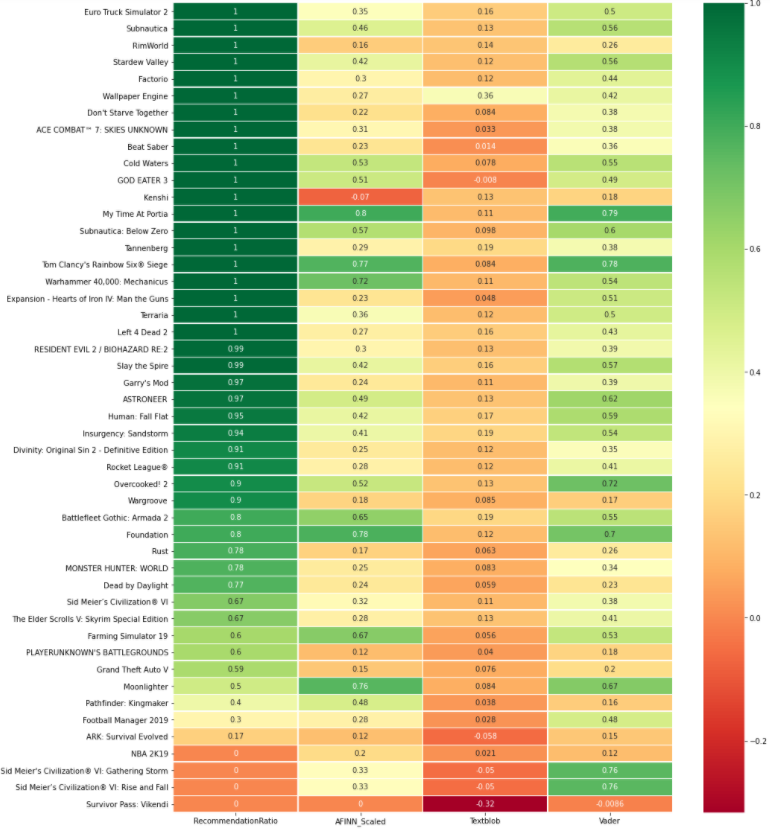 Euro Truck Simulator 2 1 0.35 0.16 0.5
Subnautica 1 0.46 0.13 0.56
RimWorld 1 0.16 0.14 0.26
Stardew Valley 1 0.42 0.12 0.56
Factorio 1 0.3 0.12 0.44
Wallpaper Engine 1 0.27 0.36 0.42
Don't Starve Together 1 0.22 0.084 0.38
ACE COMBAT™ 7: SKIES UNKNOWN 1 0.31 0.033 0.38
Beat Saber 1 0.23 0.014 0.36
Cold Waters 1 0.53 0.078 0.55
GOD EATER 3 1 0.51 -0.008 0.49
Kenshi 1 -0.07 0.13 0.18
My Time At Portia 1 0.8 0.11 0.79
Subnautica: Below Zero 1 0.57 0.098 0.6
Tannenberg 1 0.29 0.19 0.38
Tom Clancy's Rainbow Six® Siege 1 0.77 0.084 0.78
Warhammer 40,000: Mechanicus 1 0.72 0.11 0.54
Expansion - Hearts of Iron IV: Man the Guns 1 0.23 0.048 0.51
Terraria 1 0.36 0.12 0.5
Left 4 Dead 2 1 0.27 0.16 0.43
RESIDENT EVIL 2 / BIOHAZARD RE:2 0.99 0.3 0.13 0.39
Slay the Spire 0.99 0.42 0.16 0.57
Garry's Mod 0.97 0.24 0.11 0.39
ASTRONEER 0.97 0.49 0.13 0.62
Human: Fall Flat 0.95 0.42 0.17 0.59
Insurgency: Sandstorm 0.94 0.41 0.19 0.54
Divinity: Original Sin 2 - Definitive Edition 0.91 0.25 0.12 0.35
Rocket League® 0.91 0.28 0.12 0.41
Overcooked! 2 0.9 0.52 0.13 0.72
Wargroove 0.9 0.18 0.085 0.17
Battlefleet Gothic: Armada 2 0.8 0.65 0.19 0.55
Foundation 0.8 0.78 0.12 0.7
Rust 0.78 0.17 0.063 0.26
MONSTER HUNTER: WORLD 0.78 0.25 0.083 0.34
Dead by Daylight 0.77 0.24 0.059 0.23
Sid Meier's Civilization® VI 0.67 0.32 0.11 0.38
The Elder Scrolls V: Skyrim Special Edition 0.67 0.28 0.13 0.41
Farming Simulator 19 0.6 0.67 0.056 0.53
PLAYERUNKNOWN'S BATTLEGROUNDS 0.6 0.12 0.04 0.18
Grand Theft Auto V 0.59 0.15 0.076 0.2
Moonlighter 0.5 0.76 0.084 0.67
Pathfinder: Kingmaker 0.4 0.48 0.038 0.16
Football Manager 2019 0.3 0.28 0.028 0.48
ARK: Survival Evolved 0.17 0.12 -0.058 0.15
NBA 2K19 0 0.2 0.021 0.12
Sid Meier's Civilization® VI: Gathering Storm 0 0.33 -0.05 0.76
Sid Meier's Civilization® VI: Rise and Fall 0 0.33 -0.05 0.76
Survivor Pass: Vikendi 0 0 -0.32 -0.0086
RecommendationRatio AFINN_Scaled Textblob Vader
1.0
0.8
0.6
0.4
0.2
0.0
−0.2